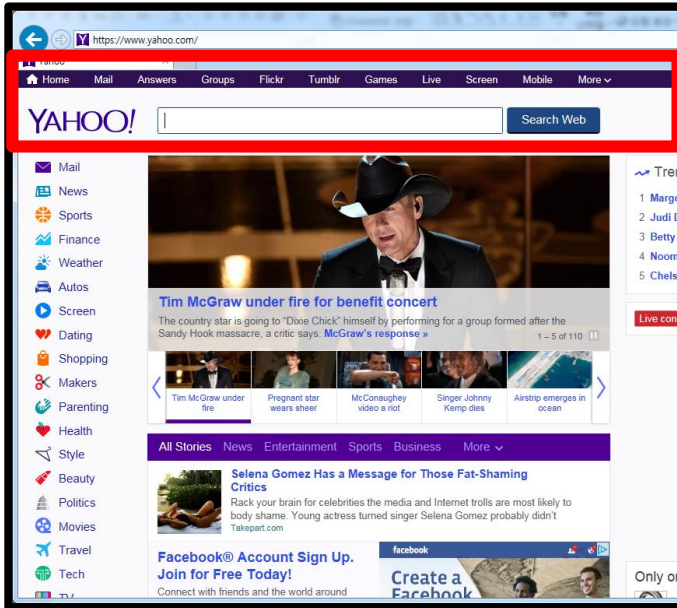 https://www.yahoo.com/
Yahoo
Home Mail Answers Groups Flickr Tumblr Games Live Screen Mobile More
YAHOO!
Search Web
Mail
News
Sports
Finance
Weather
Autos
Screen
Dating
Shopping
Makers
Parenting
Health
Style
Beauty
Politics
Movies
Travel
Tech
TV
Tim McGraw under fire for benefit concert
The country star is going to "Dixie Chick" himself by performing for a group formed after the
Sandy Hook massacre, a critic says. McGraw's response »
1 – 5 of 110
Tim McGraw under
fire
Pregnant star
wears sheer
McConaughey
video a riot
Singer Johnny
Kemp dies
Airstrip emerges in
ocean
All Stories News Entertainment Sports Business More
Selena Gomez Has a Message for Those Fat-Shaming
Critics
Rack your brain for celebrities the media and Internet trolls are most likely to
body shame. Young actress turned singer Selena Gomez probably didn't
Takepart.com
Facebook® Account Sign Up.
Join for Free Today!
Connect with friends and the world around
facebook
Create a
Facebook
1
2 Judi
3 Betty
4
5
Live
Only